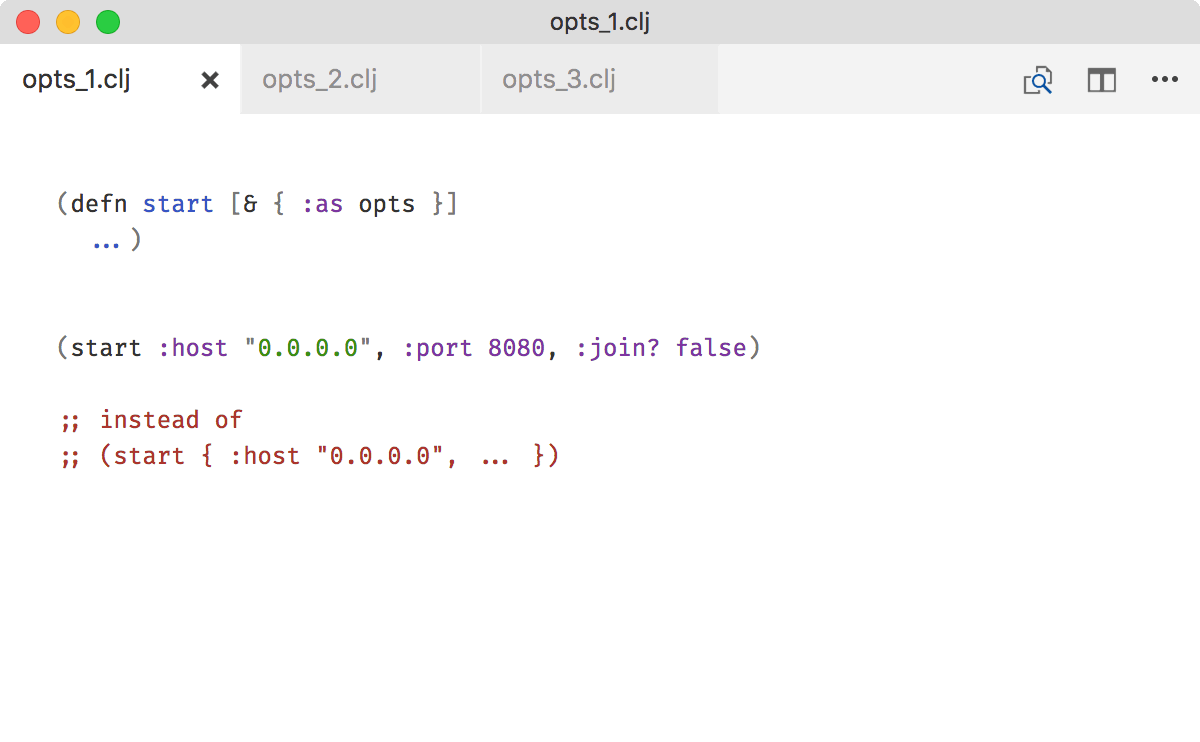 opts_1.clj
opts_1.clj opts_2.clj opts_3.clj
(defn start [& { :as opts }]
... )
(start :host "0.0.0.0", :port 8080, :join? false)
;; instead of
;; (start { :host "0.0.0.0", ... })